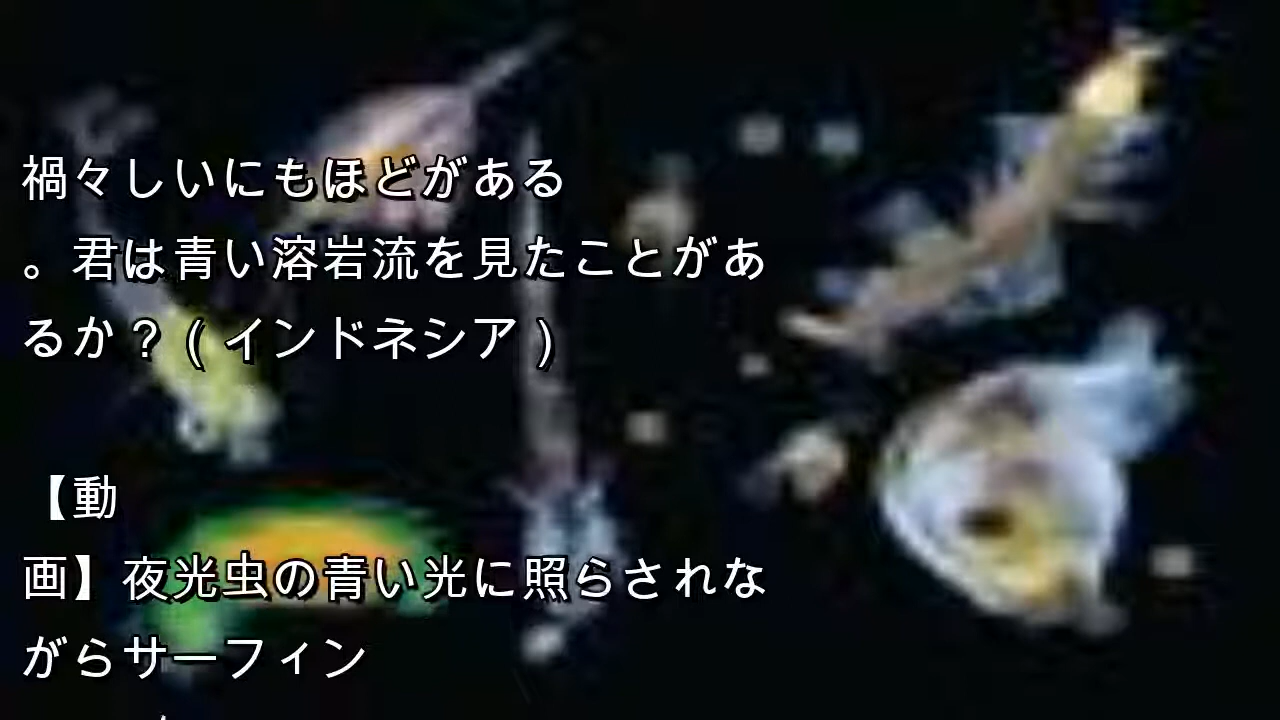 禍々しいにもほどがある
。君は青い溶岩流を見たことがあ
るか？(インドネシア)
【動
画】夜光虫の青い光に照らされな
がらサーフィン